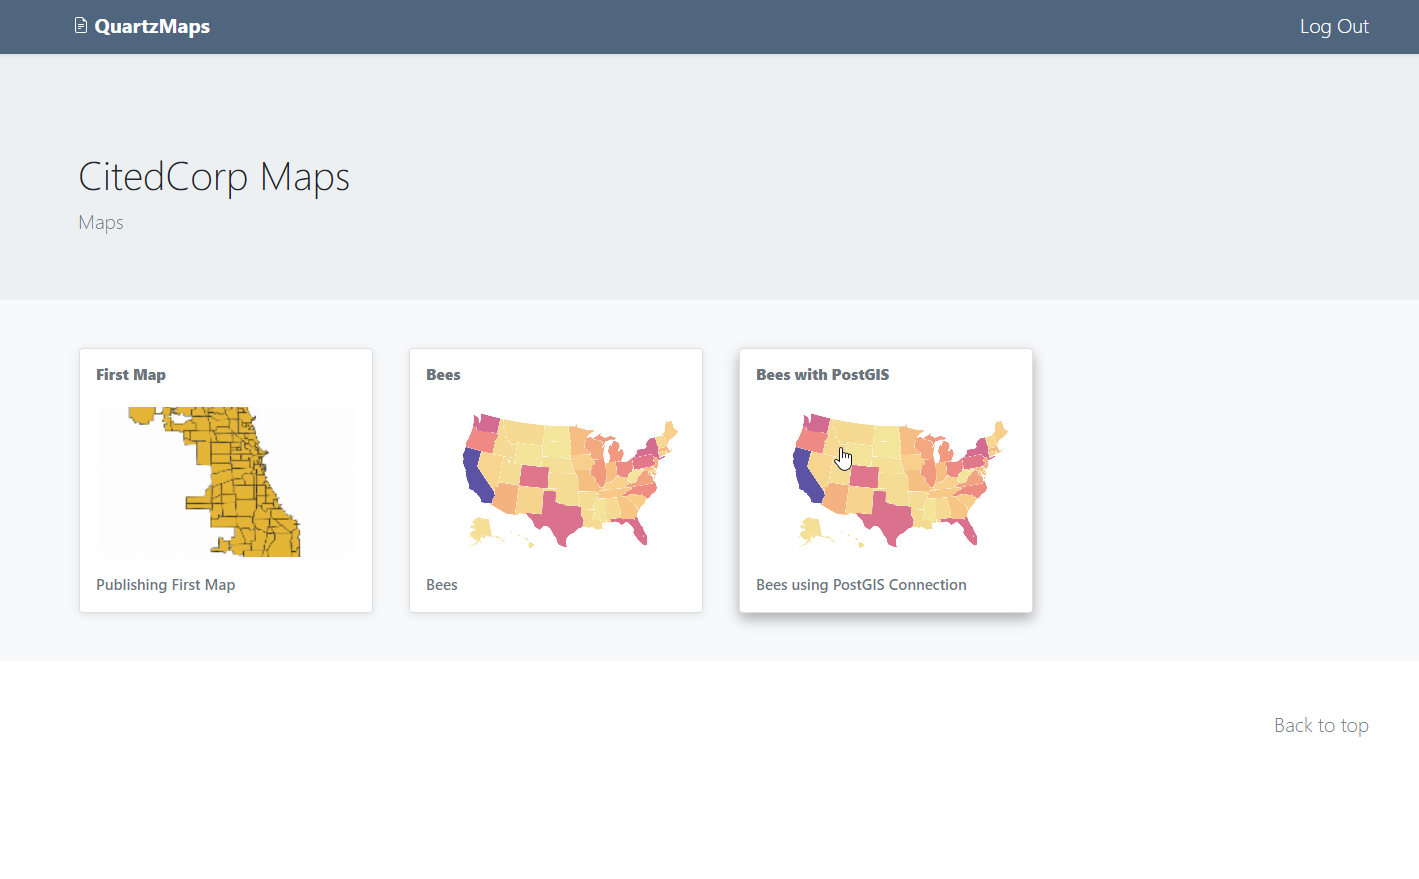 QuartzMaps
Log Out
CitedCorp Maps
Maps
First Map
Publishing First Map
Bees
Bees
Bees with PostGIS
Bees using PostGIS Connection
Back to top